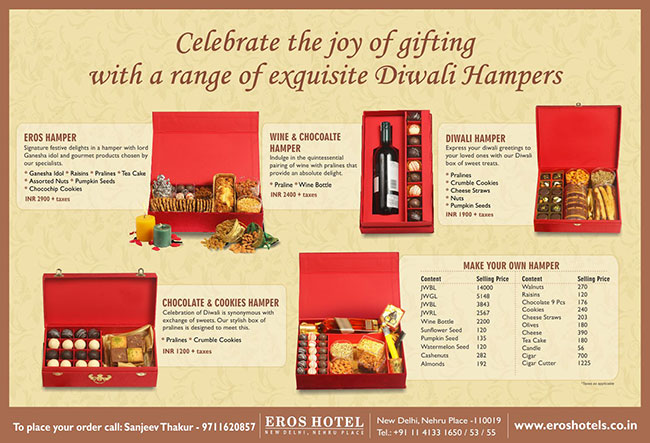 Celebrate the joy of gifting
with a range of exquisite Diwali Hampers
EROS HAMPER
Signature festive delights in a hamper with lord
Ganesha idol and gourmet products chosen by
our specialists.
* Ganesha Idol * Raisins * Pralines * Tea Cake
* Assorted Nuts * Pumpkin Seeds
* Chocochip Cookies
INR 2900 + taxes
WINE & CHOCOALTE
HAMPER
Indulge in the quintessential
pairing of wine with pralines that
provide an absolute delight.
* Praline * Wine Bottle
INR 2400 + taxes
DIWALI HAMPER
Express your diwali greetings to
your loved ones with our Diwali
box of sweet treats.
* Pralines
* Crumble Cookies
* Cheese Straws
* Nuts
* Pumpkin Seeds
INR 1900 + taxes
CHOCOLATE & COOKIES HAMPER
Celebration of Diwali is synonymous with
exchange of sweets. Our stylish box of
pralines is designed to meet this.
* Pralines * Crumble Cookies
INR 1200 + taxes
MAKE YOUR OWN HAMPER
Content Selling Price Content Selling Price
JWBL 14000 Walnuts 270
JWGL 5148 Raisins 120
JWBL 3843 Chocolate 9 Pcs 176
JWRL 2567 Cookies 240
Wine Bottle 2200 Cheese Straws 203
Sunflower Seed 120 Olives 180
Pumpkin Seed 135 Cheese 390
Watermelon Seed 120 Tea Cake 180
Cashenuts 282 Candle 56
Almonds 192 Cigar 700
Cigar Cutter 1225
*Taxes as applicable
To place your order call: Sanjeev Thakur - 9711620857
EROS HOTEL
NEW DELHI, NEHRU PLACE
New Delhi, Nehru Place -110019
Tel.: +91 11 4133 1650 / 53 / 55
www.eroshotels.co.in